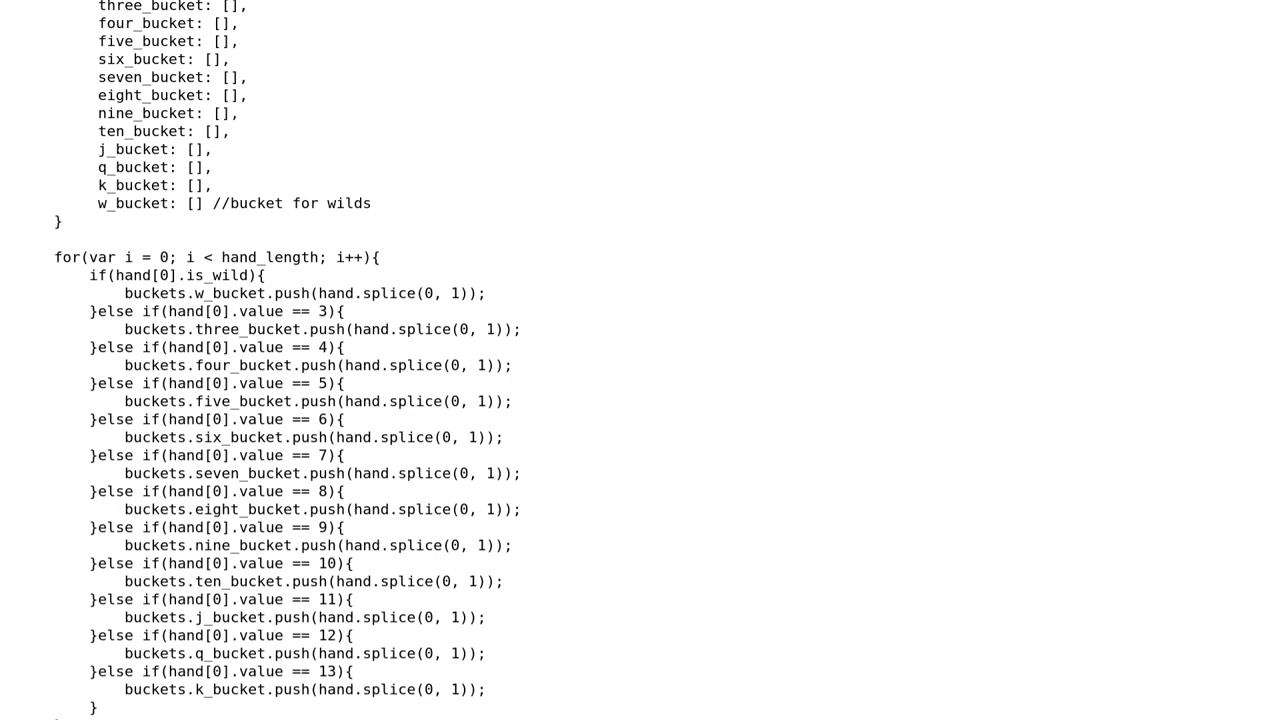 three_bucket: [],
four_bucket: [],
five_bucket: [],
six_bucket: [],
seven_bucket: [],
eight_bucket: [],
nine_bucket: [],
ten_bucket: [],
j_bucket: [],
q_bucket: [],
k_bucket: [],
w_bucket: [] //bucket for wilds
}
for(var i = 0; i < hand_length; i++){
if(hand[0].is_wild){
buckets.w_bucket.push(hand.splice(0, 1));
}else if(hand[0].value == 3){
buckets.three_bucket.push(hand.splice(0, 1));
}else if(hand[0].value == 4){
buckets.four_bucket.push(hand.splice(0, 1));
}else if(hand[0].value == 5){
buckets.five_bucket.push(hand.splice(0, 1));
}else if(hand[0].value == 6){
buckets.six_bucket.push(hand.splice(0, 1));
}else if(hand[0].value == 7){
buckets.seven_bucket.push(hand.splice(0, 1));
}else if(hand[0].value == 8){
buckets.eight_bucket.push(hand.splice(0, 1));
}else if(hand[0].value == 9){
buckets.nine_bucket.push(hand.splice(0, 1));
}else if(hand[0].value == 10){
buckets.ten_bucket.push(hand.splice(0, 1));
}else if(hand[0].value == 11){
buckets.j_bucket.push(hand.splice(0, 1));
}else if(hand[0].value == 12){
buckets.q_bucket.push(hand.splice(0, 1));
}else if(hand[0].value == 13){
buckets.k_bucket.push(hand.splice(0, 1));
}